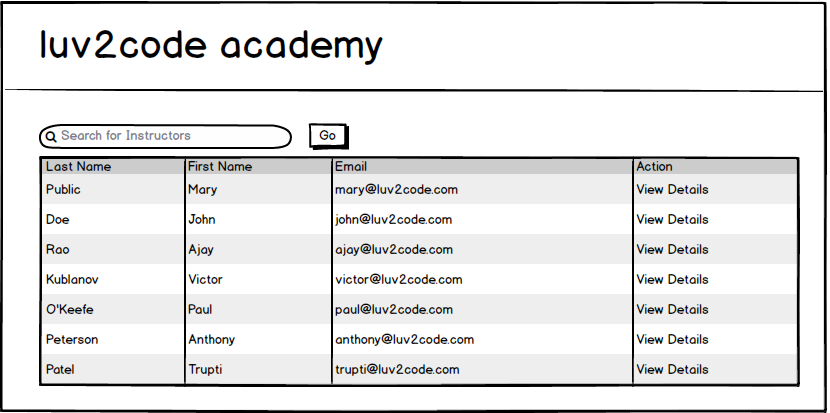 luv2code academy
Search for Instructors Go
Last Name First Name Email Action
Public Mary mary@luv2code.com View Details
Doe John john@luv2code.com View Details
Rao Ajay ajay@luv2code.com View Details
Kublanov Victor victor@luv2code.com View Details
O'Keefe Paul paul@luv2code.com View Details
Peterson Anthony anthony@luv2code.com View Details
Patel Trupti trupti@luv2code.com View Details